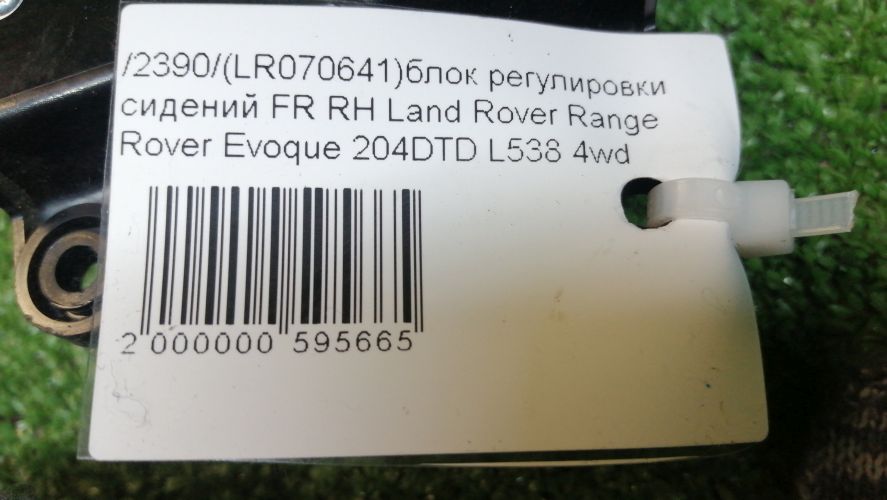 /2390/(LR070641)блок регулировки
сидений FR RH Land Rover Range
Rover Evoque 204DTD L538 4wd
2 000000 595665